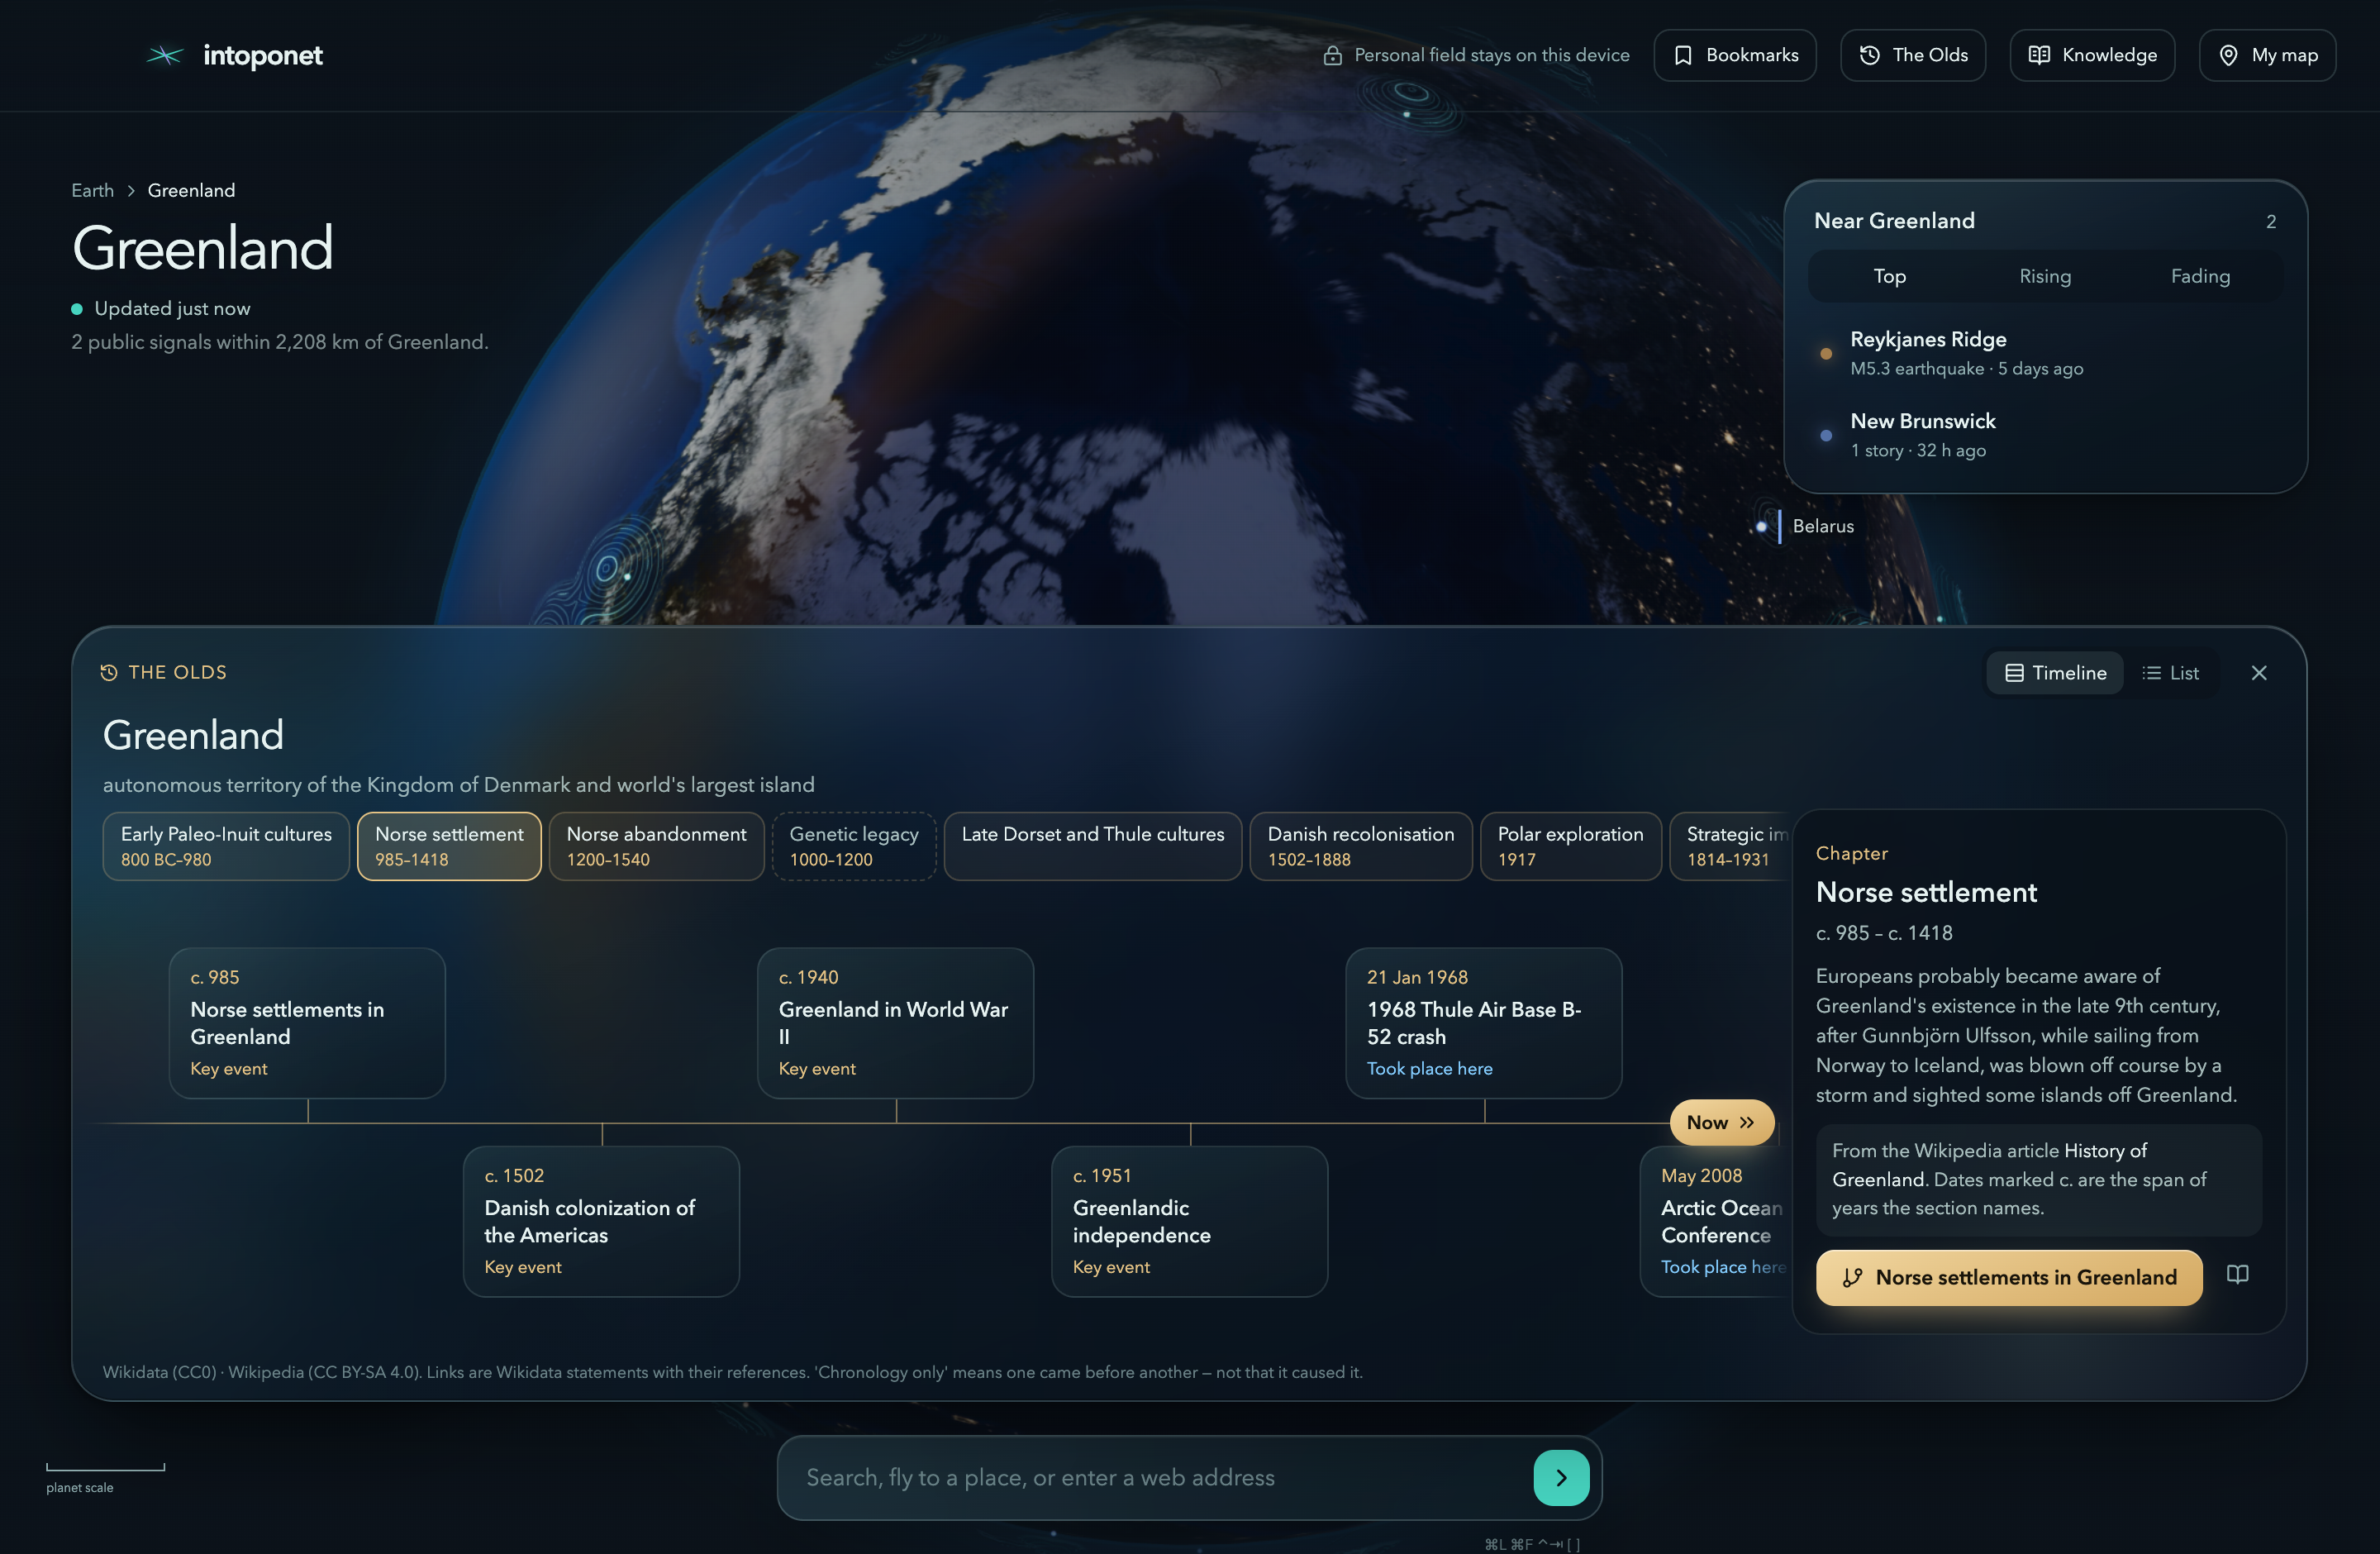 intoponet
Personal field stays on this device
Bookmarks
The Olds
Knowledge
My map
Earth > Greenland
Greenland
Updated just now
2 public signals within 2,208 km of Greenland.
Near Greenland 2
Top Rising Fading
Reykjanes Ridge
M5.3 earthquake · 5 days ago
New Brunswick
1 story · 32 h ago
Belarus
THE OLDS
Timeline
List
Greenland
autonomous territory of the Kingdom of Denmark and world's largest island
Early Paleo-Inuit cultures
800 BC–980
Norse settlement
985–1418
Norse abandonment
1200–1540
Genetic legacy
1000–1200
Late Dorset and Thule cultures
Danish recolonisation
1502–1888
Polar exploration
1917
Strategic im
1814–1931
c. 985
Norse settlements in
Greenland
Key event
c. 1502
Danish colonization of
the Americas
Key event
c. 1940
Greenland in World War
II
Key event
c. 1951
Greenlandic
independence
Key event
21 Jan 1968
1968 Thule Air Base B-
52 crash
Took place here
Now
May 2008
Arctic Ocean
Conference
Took place here
Chapter
Norse settlement
c. 985 – c. 1418
Europeans probably became aware of
Greenland's existence in the late 9th century,
after Gunnbjörn Ulfsson, while sailing from
Norway to Iceland, was blown off course by a
storm and sighted some islands off Greenland.
From the Wikipedia article History of
Greenland. Dates marked c. are the span of
years the section names.
Norse settlements in Greenland
Wikidata (CC0) · Wikipedia (CC BY-SA 4.0). Links are Wikidata statements with their references. 'Chronology only' means one came before another — not that it caused it.
planet scale
Search, fly to a place, or enter a web address
⌘L ⌘F ^⇥ [ ]